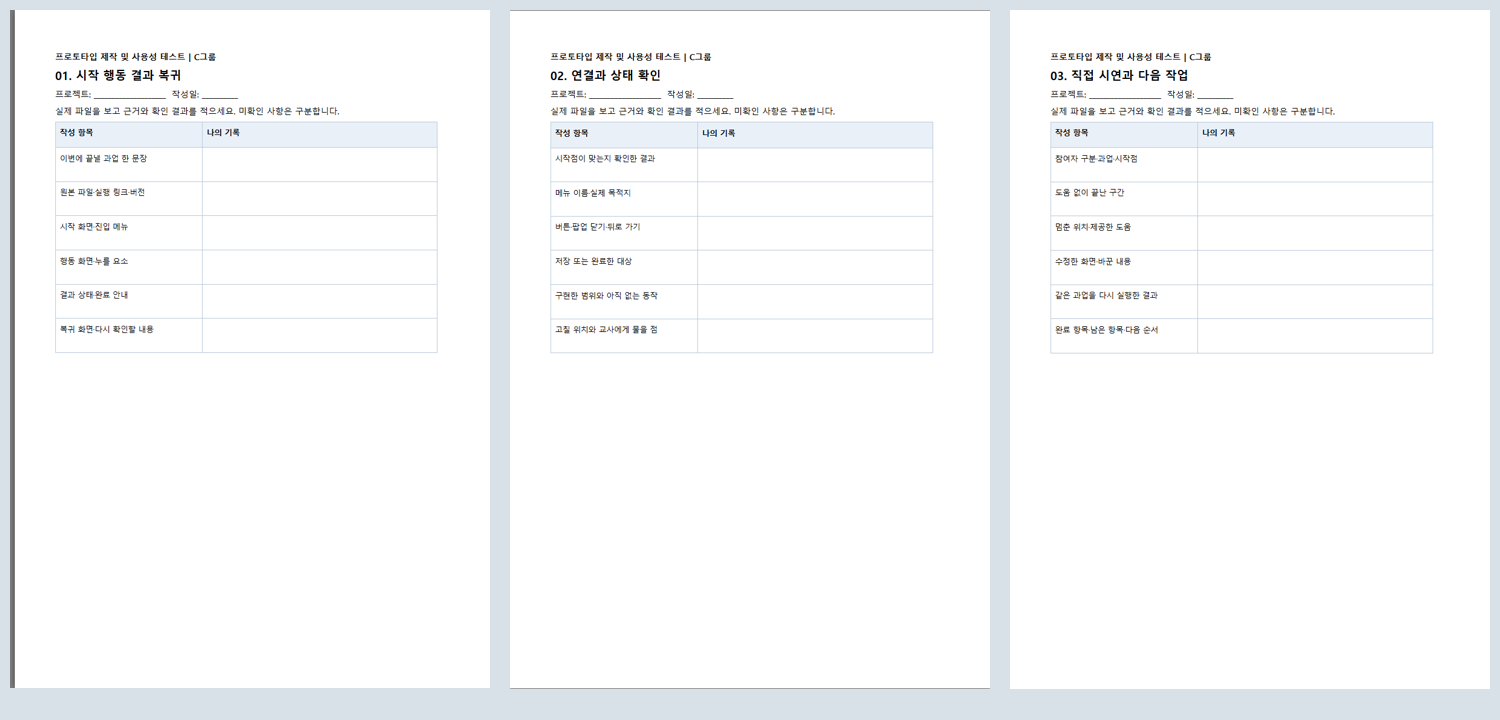 프로토타입 제작 및 사용성 테스트 | C그룹
01. 시작 행동 결과 복귀
프로젝트: ________________ 작성일: ________
실제 파일을 보고 근거와 확인 결과를 적으세요. 미확인 사항은 구분합니다.
작성 항목 나의 기록
이번에 끝낼 과업 한 문장
원본 파일·실행 링크·버전
시작 화면·진입 메뉴
행동 화면·누를 요소
결과 상태·완료 안내
복귀 화면·다시 확인할 내용
프로토타입 제작 및 사용성 테스트 | C그룹
02. 연결과 상태 확인
프로젝트: ________________ 작성일: ________
실제 파일을 보고 근거와 확인 결과를 적으세요. 미확인 사항은 구분합니다.
작성 항목 나의 기록
시작점이 맞는지 확인한 결과
메뉴 이름·실제 목적지
버튼·팝업 닫기·뒤로 가기
저장 또는 완료한 대상
구현한 범위와 아직 없는 동작
고칠 위치와 교사에게 물을 점
프로토타입 제작 및 사용성 테스트 | C그룹
03. 직접 시연과 다음 작업
프로젝트: ________________ 작성일: ________
실제 파일을 보고 근거와 확인 결과를 적으세요. 미확인 사항은 구분합니다.
작성 항목 나의 기록
참여자 구분·과업·시작점
도움 없이 끝난 구간
멈춘 위치·제공한 도움
수정한 화면·바꾼 내용
같은 과업을 다시 실행한 결과
완료 항목·남은 항목·다음 순서